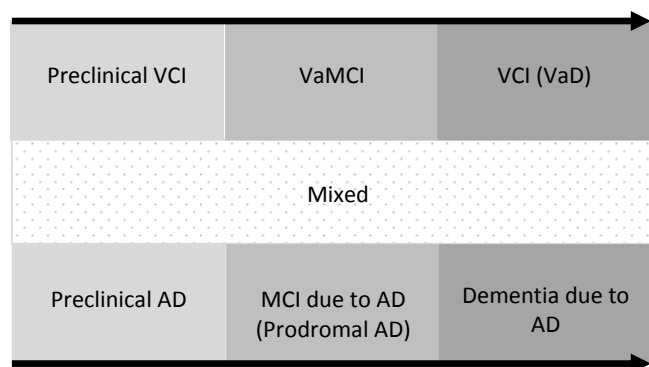 Preclinical VCI
VaMCI
VCI (VaD)
Mixed
Preclinical AD
MCI due to AD
(Prodromal AD)
Dementia due to
AD